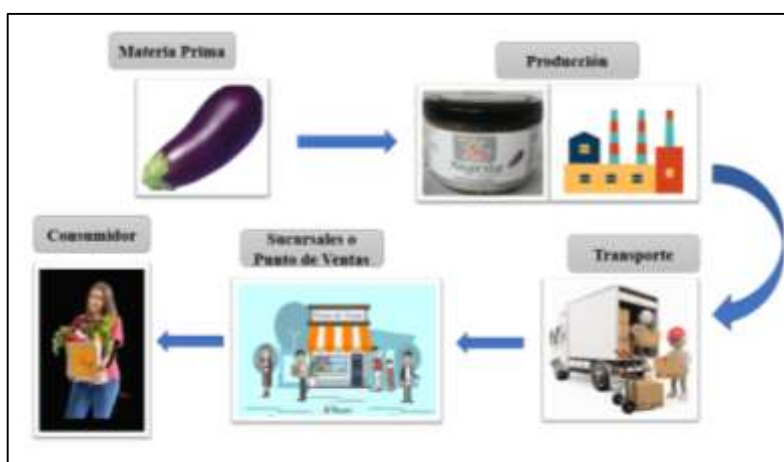 Materia Prima
Producción
Transporte
Sucursales o
Punto de Ventas
Consumidor